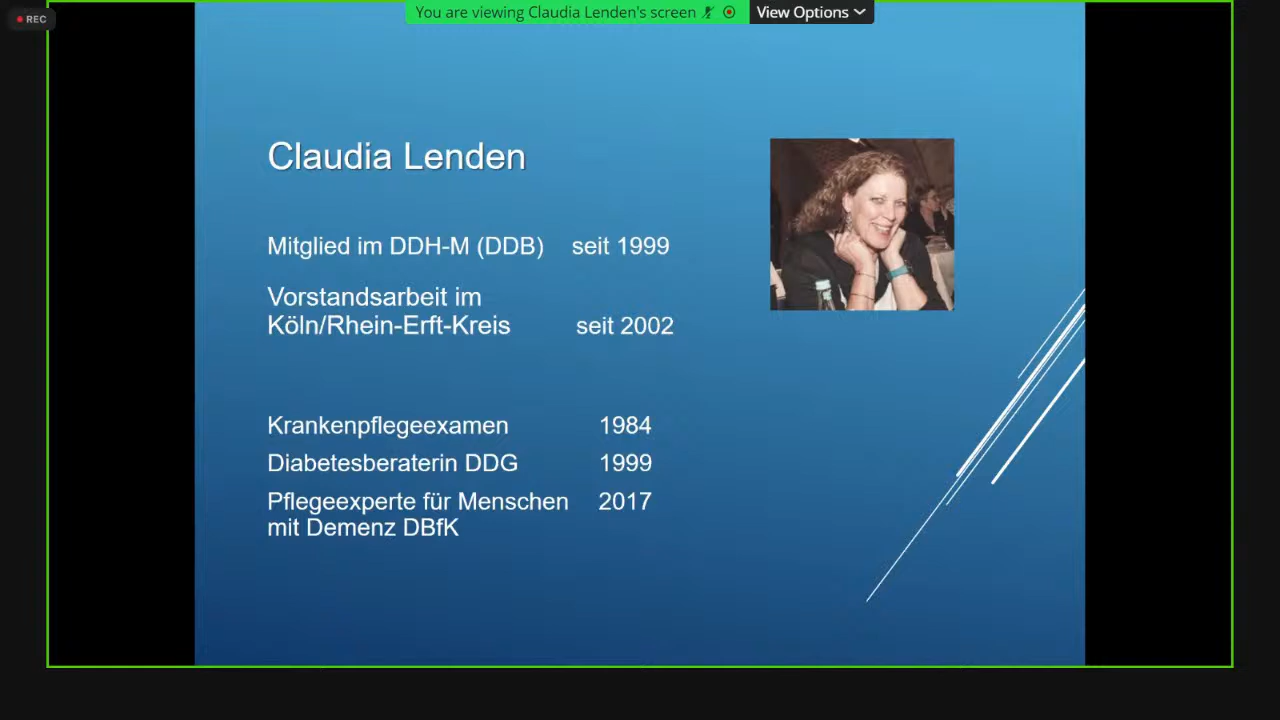 REC
You are viewing Claudia Lenden's screen
View Options
Claudia Lenden
Mitglied im DDH-M (DDB) seit 1999
Vorstandsarbeit im
Köln/Rhein-Erft-Kreis seit 2002
Krankenpflegeexamen 1984
Diabetesberaterin DDG 1999
Pflegeexperte für Menschen 2017
mit Demenz DBfK